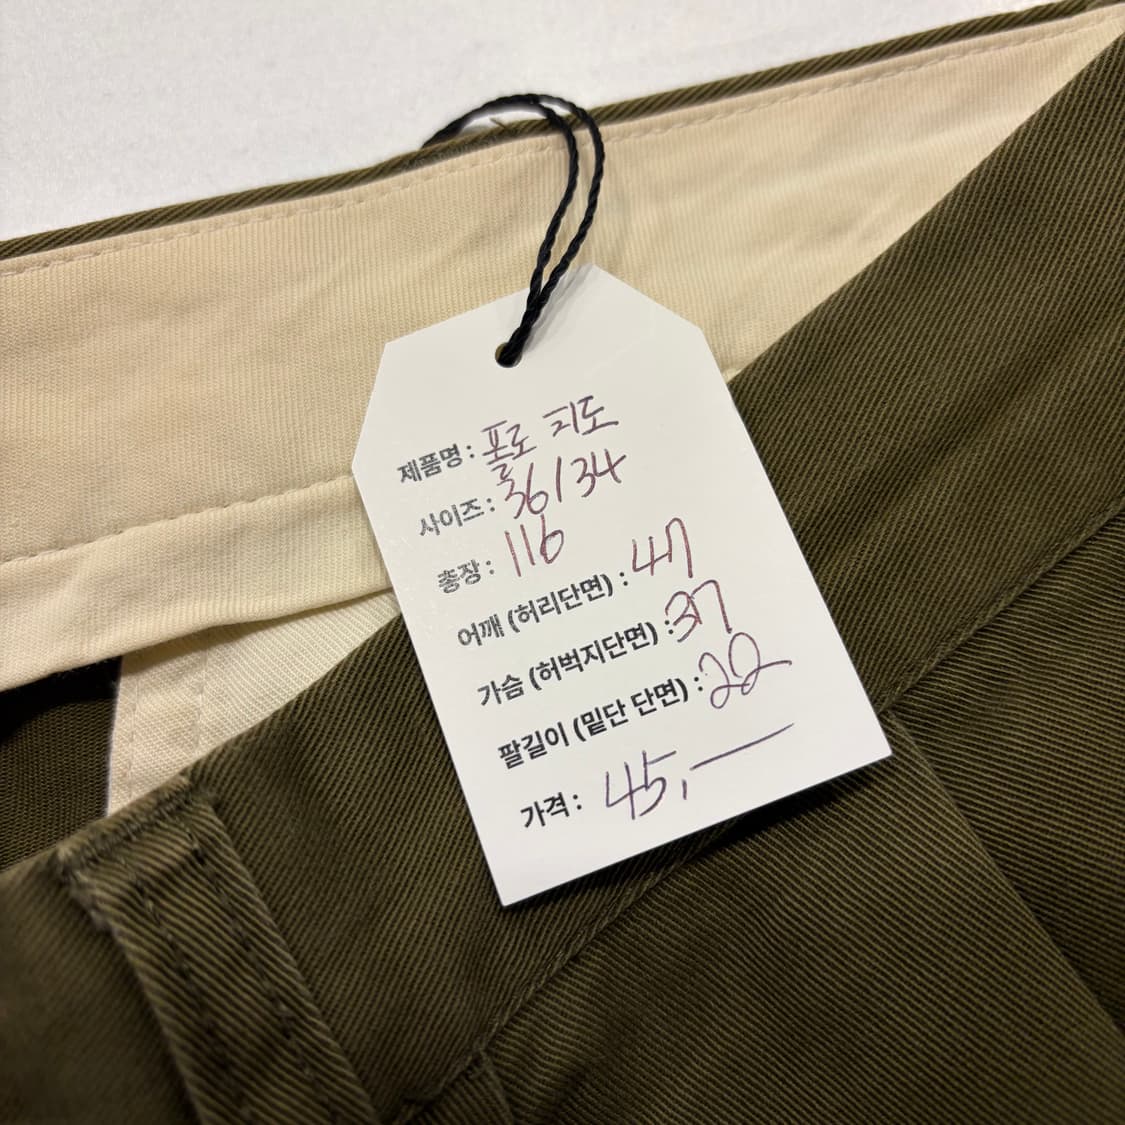 제품명 : 폴로 치노
사이즈 : 36/34
총장 : 116
어깨 (허리단면) : 47
가슴 (허벅지단면) : 37
팔길이 (밑단 단면) : 22
가격 : 45,—